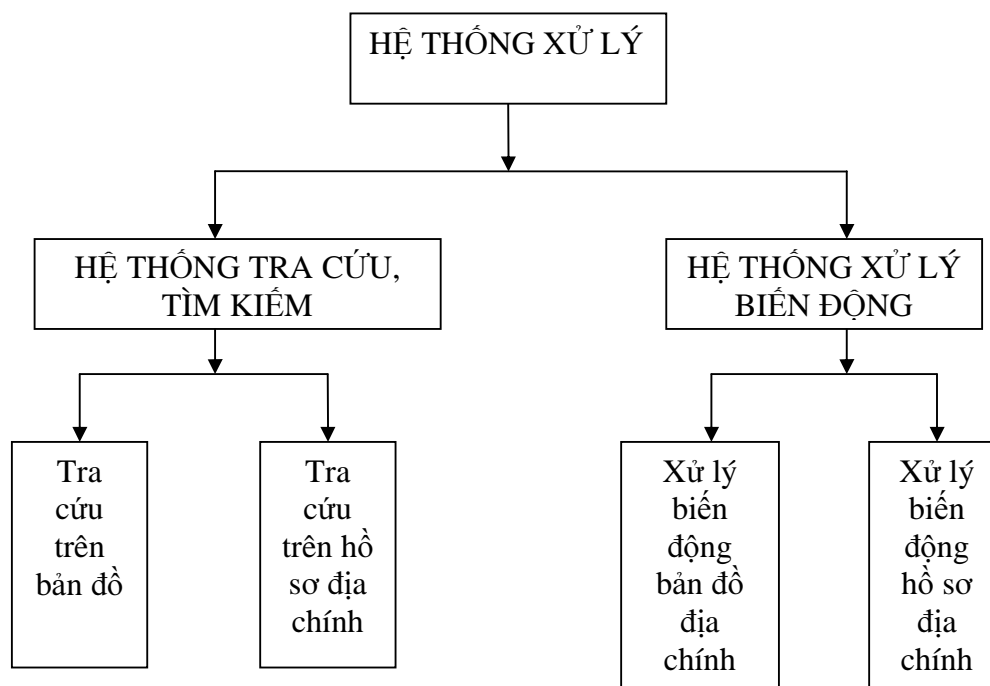 HỆ THỐNG XỬ LÝ
HỆ THỐNG TRA CỨU,
TÌM KIẾM
HỆ THỐNG XỬ LÝ
BIẾN ĐỘNG
Tra
cứu
trên
bản đồ
Tra
cứu
trên hồ
sơ địa
chính
Xử lý
biến
động
bản đồ
địa
chính
Xử lý
biến
động
hồ sơ
địa
chính